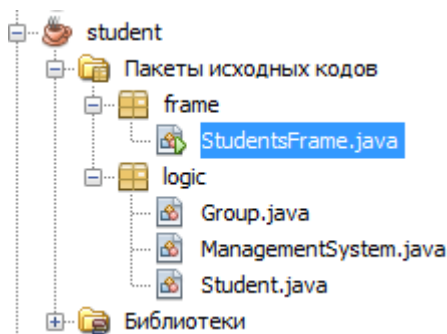 student
Пакеты исходных кодов
frame
StudentsFrame.java
logic
Group.java
ManagementSystem.java
Student.java
Библиотеки